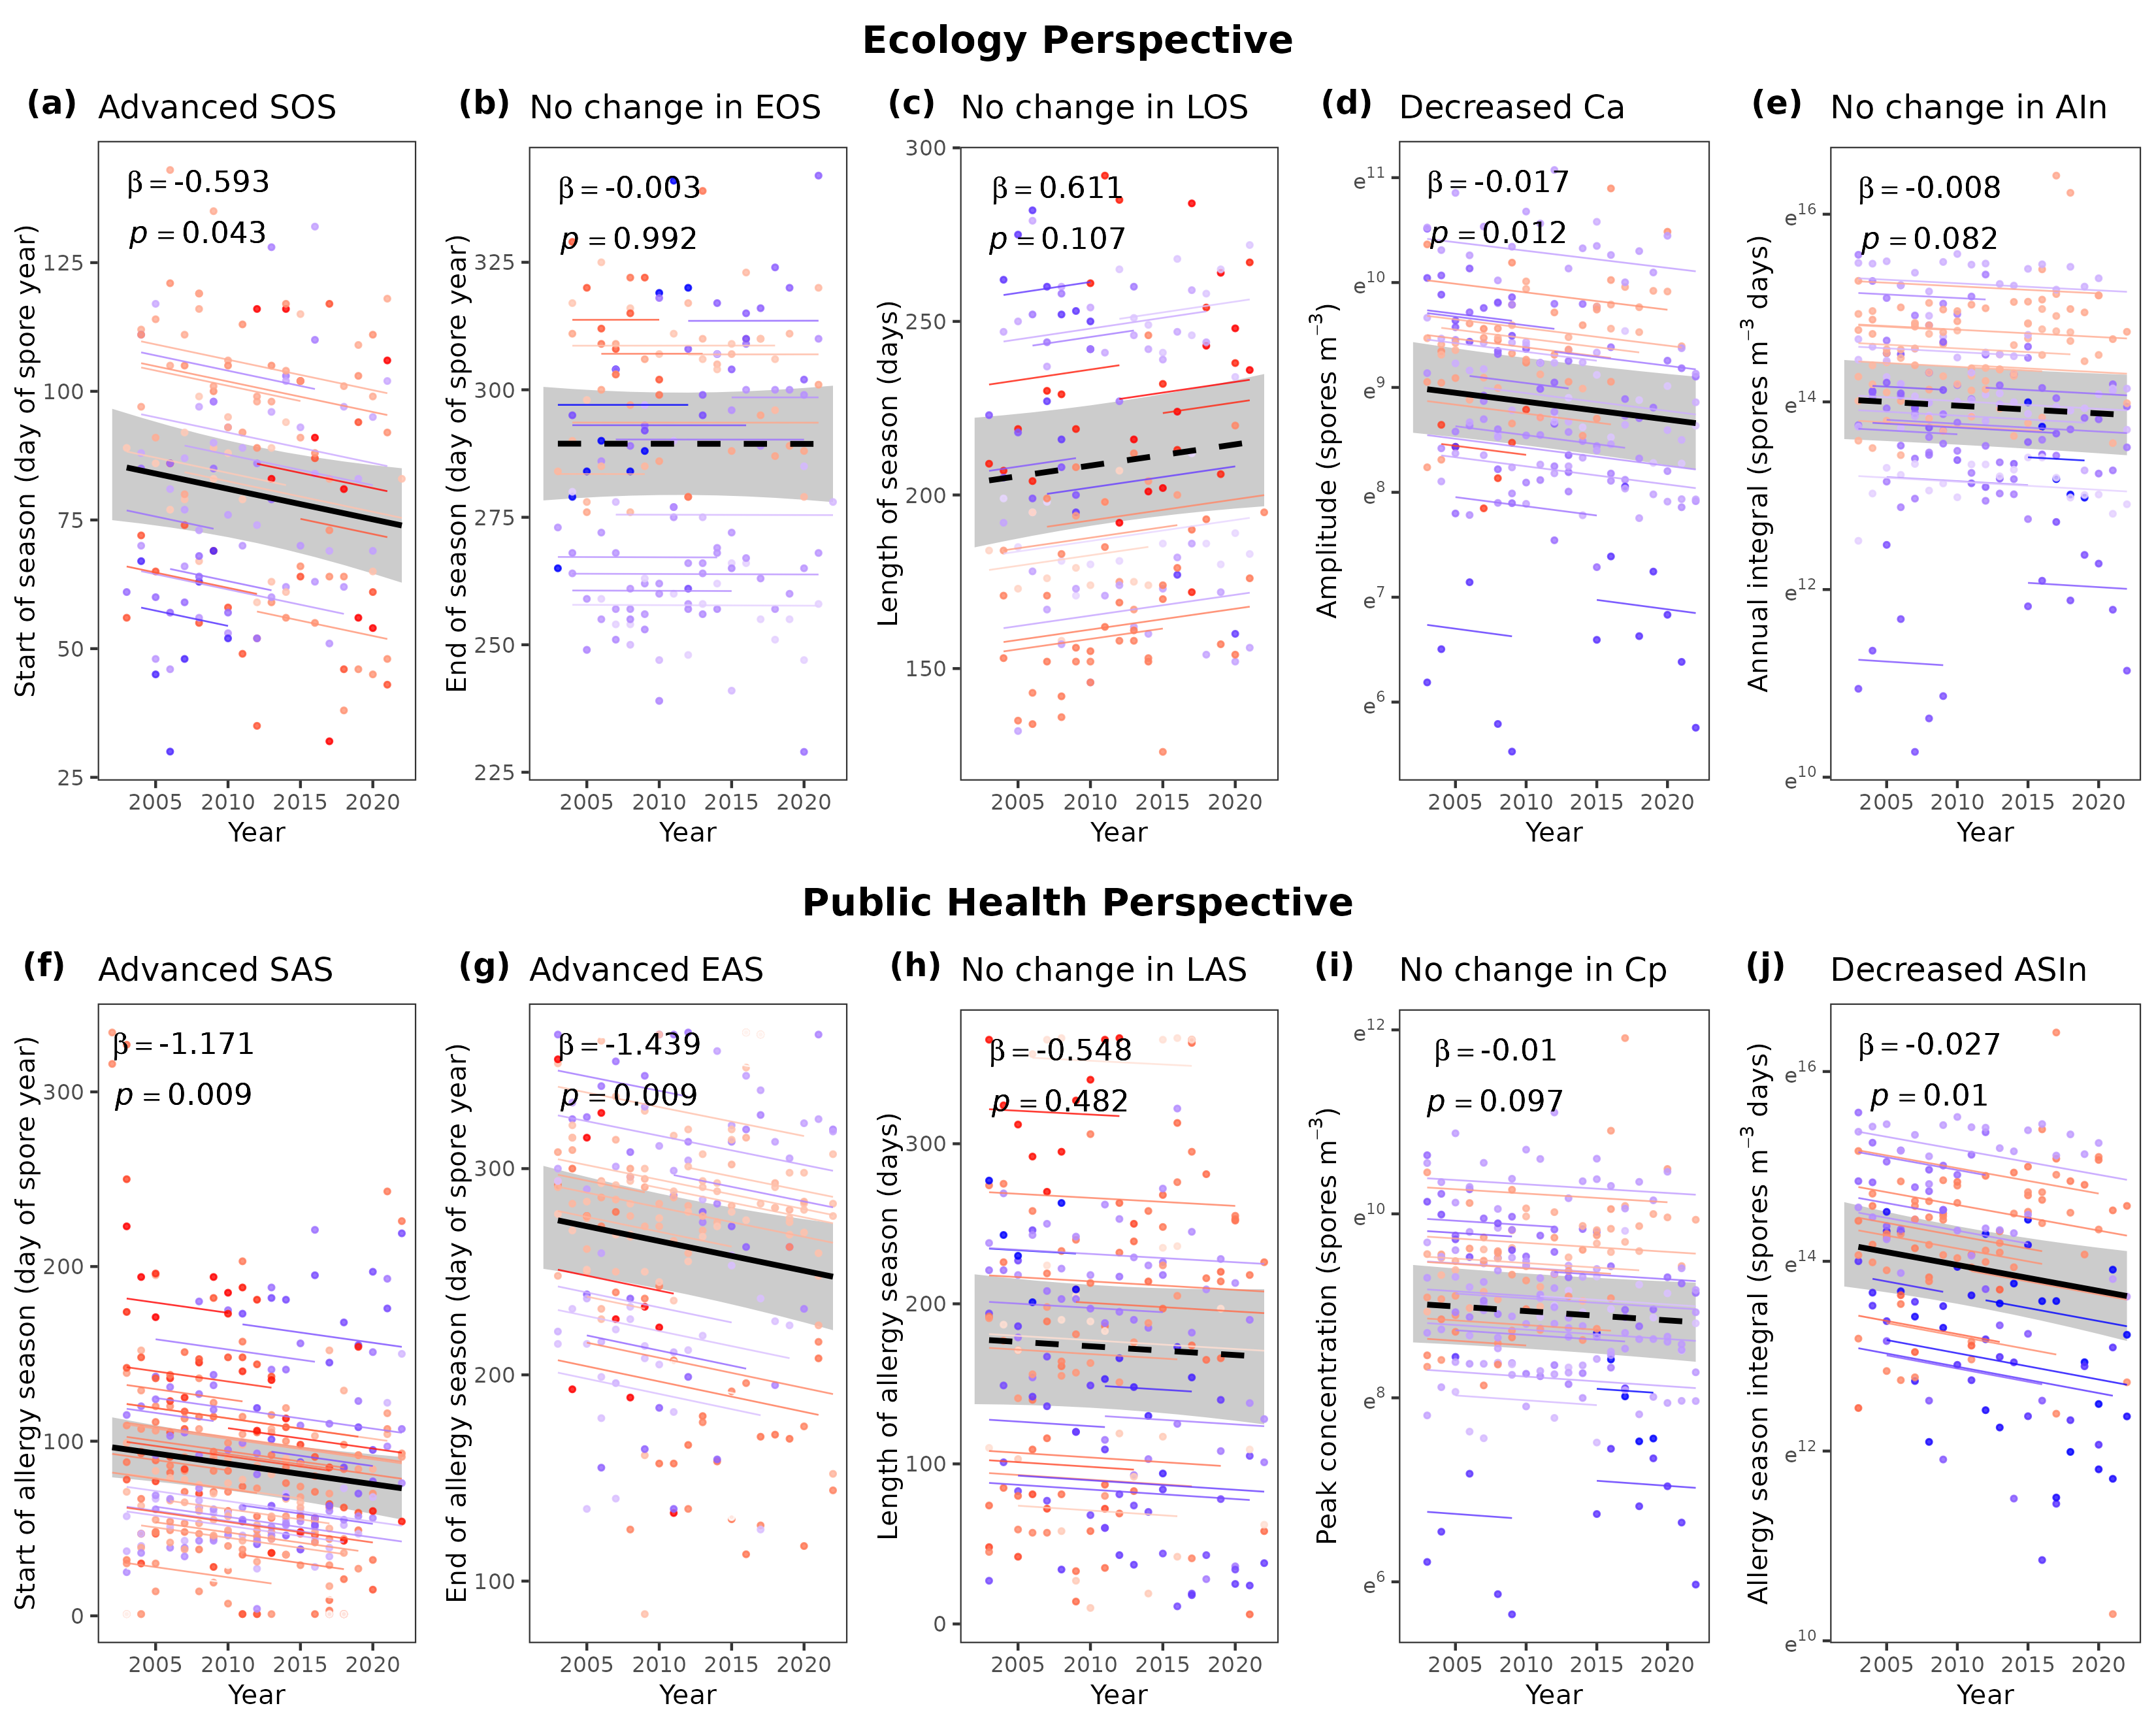 Ecology Perspective
(a) Advanced SOS
β = -0.593
p = 0.043
Start of season (day of spore year)
125
100
75
50
25
2005 2010 2015 2020
Year
(b) No change in EOS
β = -0.003
p = 0.992
End of season (day of spore year)
325
300
275
250
225
2005 2010 2015 2020
Year
(c) No change in LOS
β = 0.611
p = 0.107
Length of season (days)
300
250
200
150
2005 2010 2015 2020
Year
(d) Decreased Ca
β = -0.017
p = 0.012
Amplitude (spores m⁻³)
e¹¹
e¹⁰
e⁹
e⁸
e⁷
e⁶
2005 2010 2015 2020
Year
(e) No change in AIn
β = -0.008
p = 0.082
Annual integral (spores m⁻³ days)
e¹⁶
e¹⁴
e¹²
e¹⁰
2005 2010 2015 2020
Year
Public Health Perspective
(f) Advanced SAS
β = -1.171
p = 0.009
Start of allergy season (day of spore year)
300
200
100
0
2005 2010 2015 2020
Year
(g) Advanced EAS
β = -1.439
p = 0.009
End of allergy season (day of spore year)
300
200
100
2005 2010 2015 2020
Year
(h) No change in LAS
β = -0.548
p = 0.482
Length of allergy season (days)
300
200
100
0
2005 2010 2015 2020
Year
(i) No change in Cp
β = -0.01
p = 0.097
Peak concentration (spores m⁻³)
e¹²
e¹⁰
e⁸
e⁶
2005 2010 2015 2020
Year
(j) Decreased ASIn
β = -0.027
p = 0.01
Allergy season integral (spores m⁻³ days)
e¹⁶
e¹⁴
e¹²
e¹⁰
2005 2010 2015 2020
Year